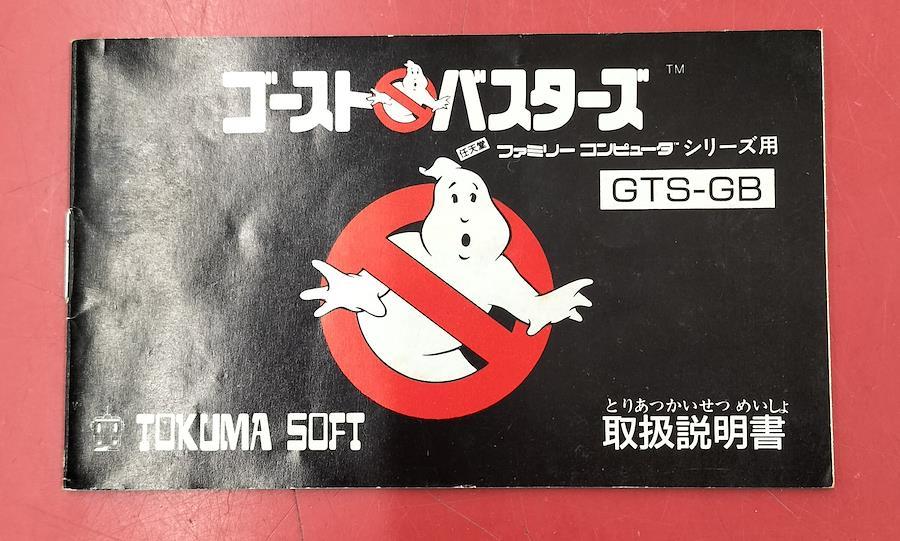 ゴーストバスターズ™
任天堂 ファミリーコンピュータ™シリーズ用
GTS-GB
TOKUMA SOFT
とりあつかいせつ めいしょ
取扱説明書